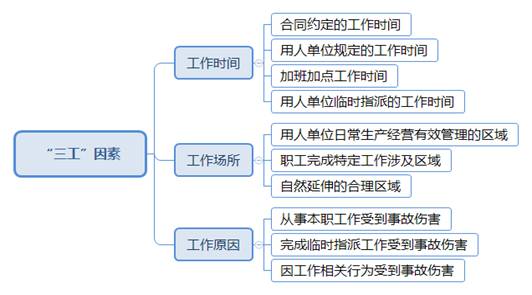 “三工”因素
工作时间
合同约定的工作时间
用人单位规定的工作时间
加班加点工作时间
用人单位临时指派的工作时间
工作场所
用人单位日常生产经营有效管理的区域
职工完成特定工作涉及区域
自然延伸的合理区域
工作原因
从事本职工作受到事故伤害
完成临时指派工作受到事故伤害
因工作相关行为受到事故伤害